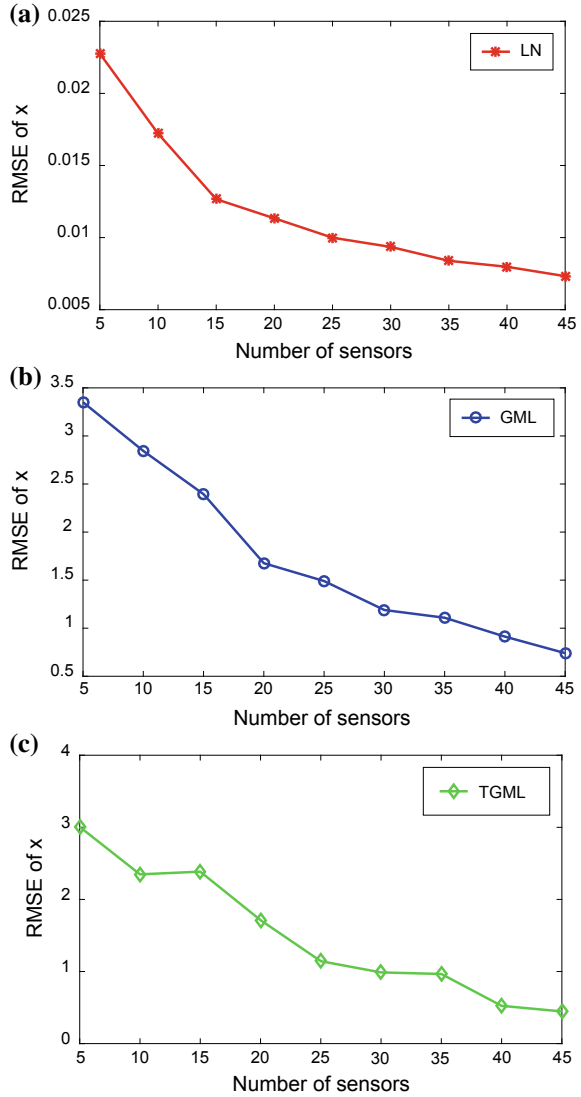 (a)
0.025
0.02
0.015
0.01
0.005
RMSE of x
LN
5 10 15 20 25 30 35 40 45
Number of sensors
(b)
3.5
3
2.5
2
1.5
1
0.5
RMSE of x
GML
5 10 15 20 25 30 35 40 45
Number of sensors
(c)
4
3
2
1
0
RMSE of x
TGML
5 10 15 20 25 30 35 40 45
Number of sensors